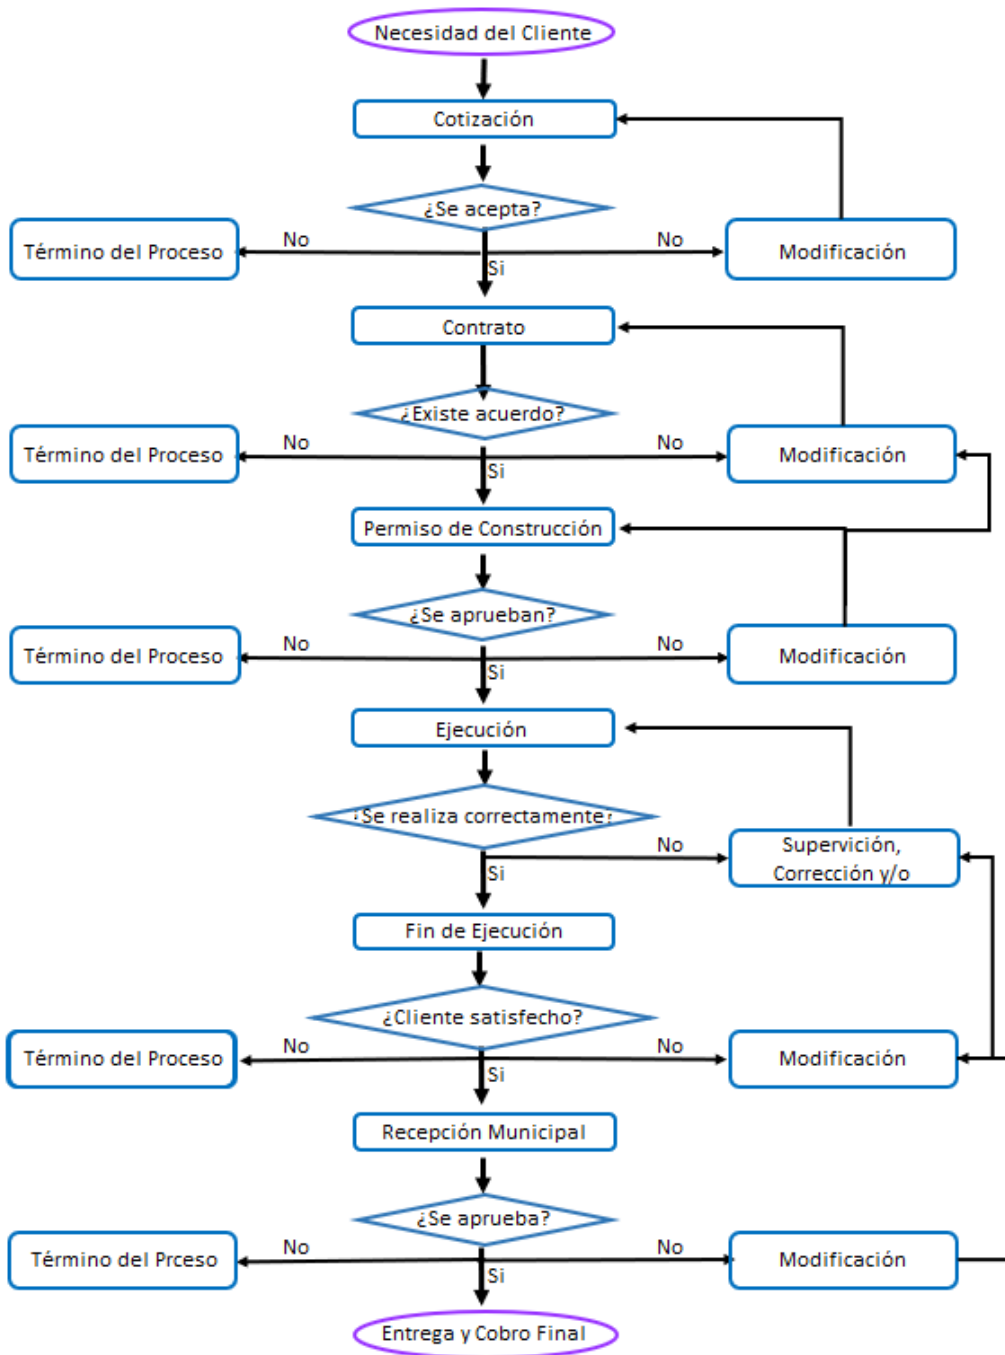 Necesidad del Cliente
Cotización
¿Se acepta?
No
No
Término del Proceso
Modificación
Si
Contrato
¿Existe acuerdo?
No
No
Término del Proceso
Modificación
Si
Permiso de Construcción
¿Se aprueban?
No
No
Término del Proceso
Modificación
Si
Ejecución
¿Se realiza correctamente?
No
Supervición,
Corrección y/o
Si
Fin de Ejecución
¿Cliente satisfecho?
No
No
Término del Proceso
Modificación
Si
Recepción Municipal
¿Se aprueba?
No
No
Término del Prceso
Modificación
Si
Entrega y Cobro Final